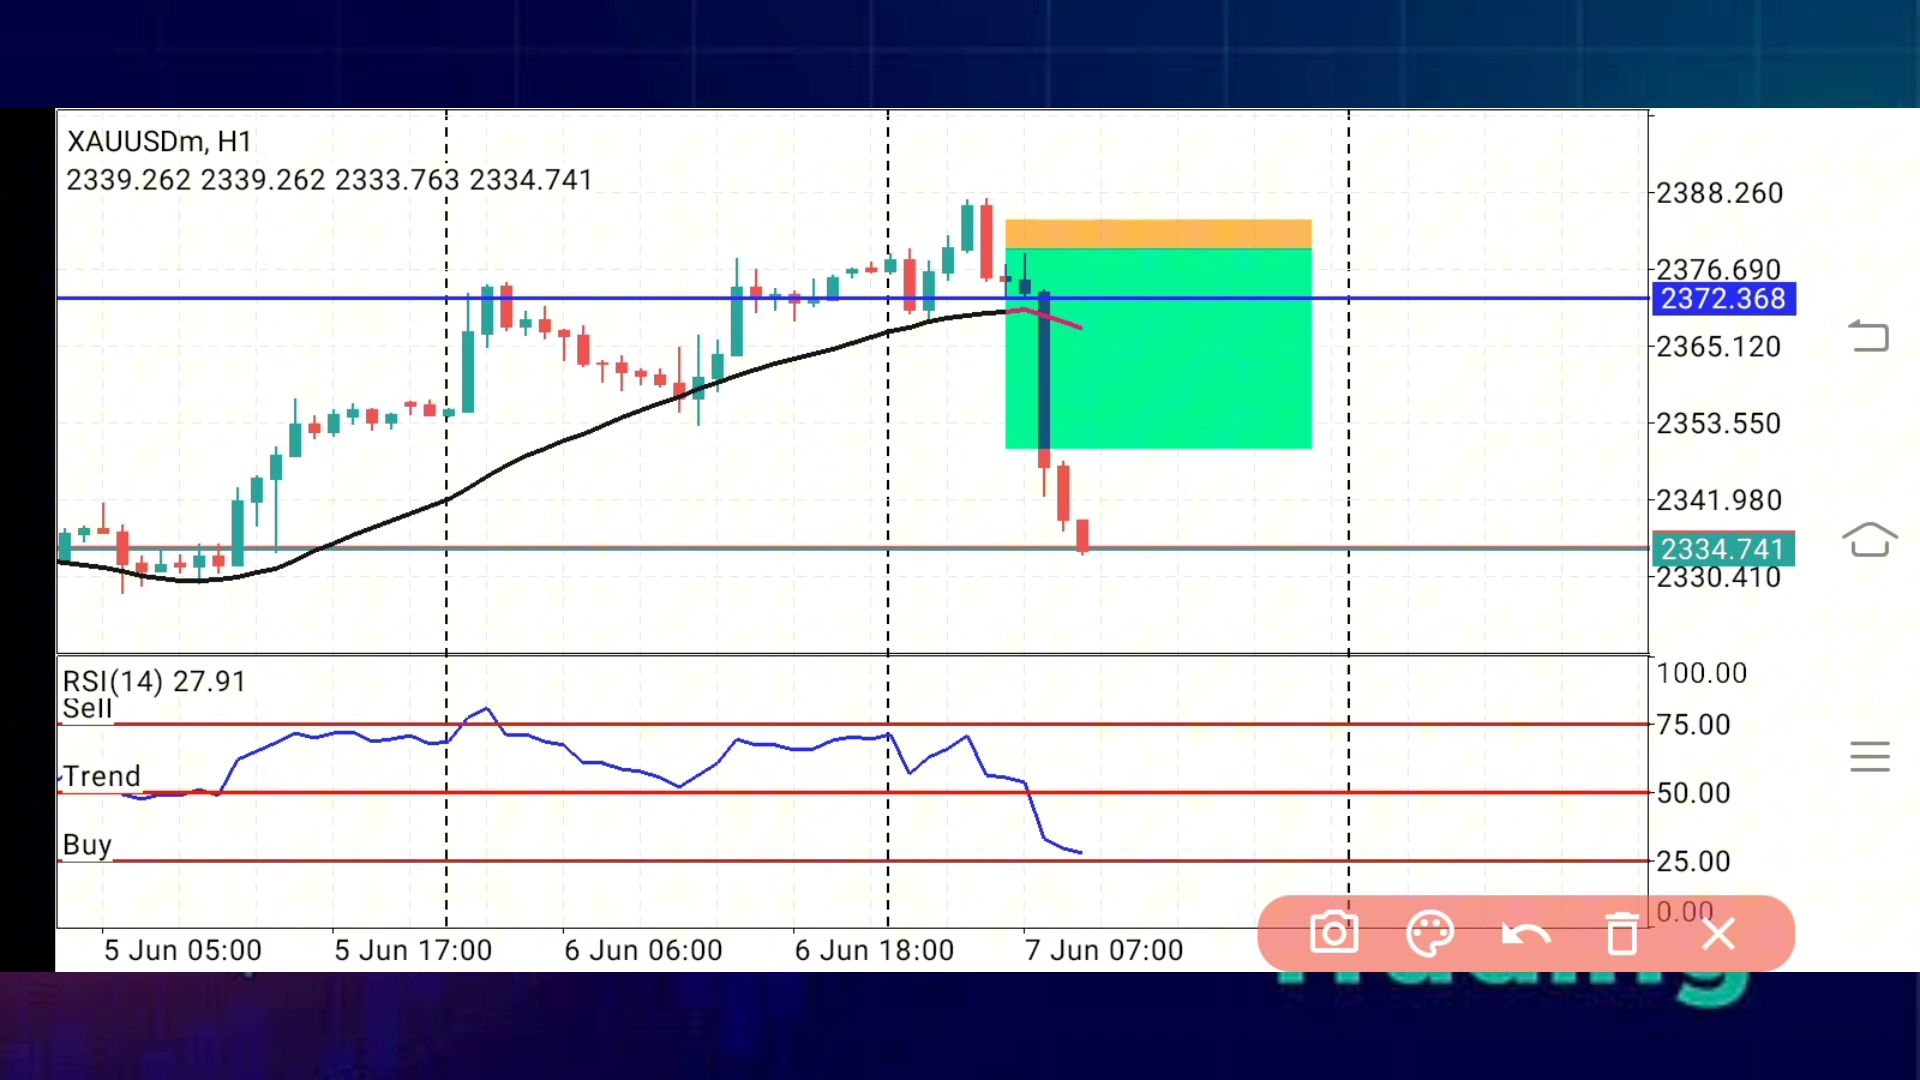 XAUUSDm, H1
2339.262 2339.262 2333.763 2334.741
2388.260
2376.690
2372.368
2365.120
2353.550
2341.980
2334.741
2330.410
RSI(14) 27.91
100.00
Sell
75.00
Trend
50.00
Buy
25.00
0.00
5 Jun 05:00 5 Jun 17:00 6 Jun 06:00 6 Jun 18:00 7 Jun 07:00